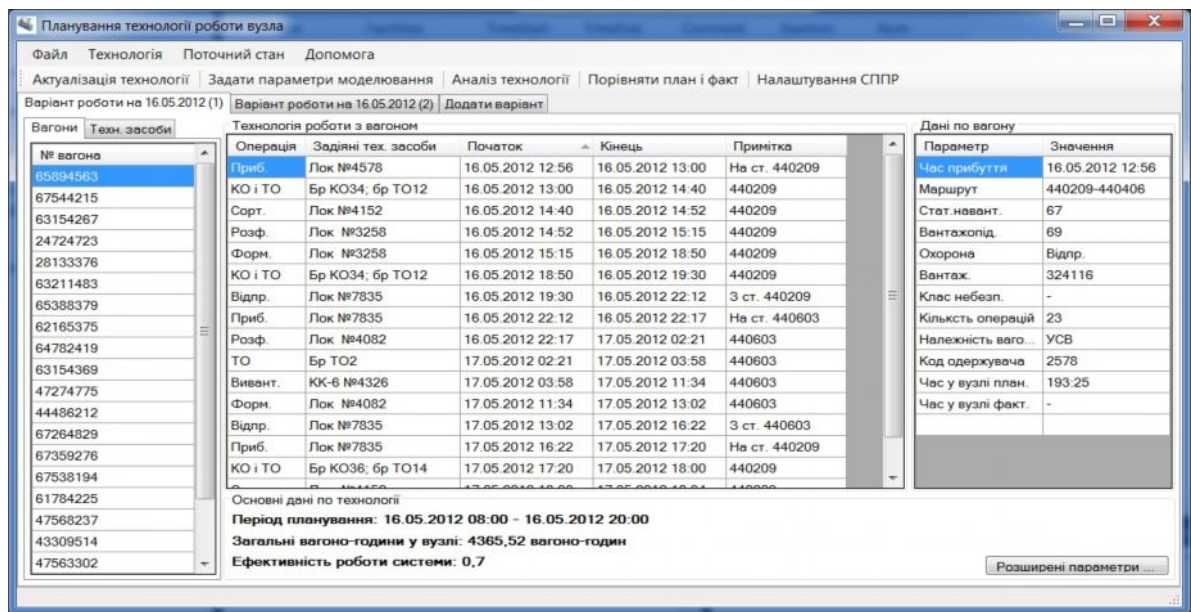 Планування технології роботи вузла
Файл Технологія Поточний стан Допомога
Актуалізація технології Задати параметри моделювання Аналіз технології Порівняти план і факт Налаштування СППР
Варіант роботи на 16.05.2012 (1) Варіант роботи на 16.05.2012 (2) Додати варіант
Вагони Техн. засоби
№ вагона
65894563
67544215
63154267
24724723
28133376
63211483
65388379
62165375
64782419
63154369
47274775
44486212
67264829
67359276
67538194
61784225
47568237
43309514
47563302
Технологія роботи з вагоном
Операція Задіяні тех. засоби Початок Кінець Примітка
Приб. Лок №4578 16.05.2012 12:56 16.05.2012 13:00 На ст. 440209
КО і ТО Бр КО34; бр ТО12 16.05.2012 13:00 16.05.2012 14:40 440209
Сорт. Лок №4152 16.05.2012 14:40 16.05.2012 14:52 440209
Розф. Лок №3258 16.05.2012 14:52 16.05.2012 15:15 440209
Форм. Лок №3258 16.05.2012 15:15 16.05.2012 18:50 440209
КО і ТО Бр КО34; бр ТО12 16.05.2012 18:50 16.05.2012 19:30 440209
Відпр. Лок №7835 16.05.2012 19:30 16.05.2012 22:12 З ст. 440209
Приб. Лок №7835 16.05.2012 22:12 16.05.2012 22:17 На ст. 440603
Розф. Лок №4082 16.05.2012 22:17 17.05.2012 02:21 440603
ТО Бр ТО2 17.05.2012 02:21 17.05.2012 03:58 440603
Вивант. КК-6 №4326 17.05.2012 03:58 17.05.2012 11:34 440603
Форм. Лок №4082 17.05.2012 11:34 17.05.2012 13:02 440603
Відпр. Лок №7835 17.05.2012 13:02 17.05.2012 16:22 З ст. 440603
Приб. Лок №7835 17.05.2012 16:22 17.05.2012 17:20 На ст. 440209
КО і ТО Бр КО36; бр ТО14 17.05.2012 17:20 17.05.2012 18:00 440209
Дані по вагону
Параметр Значення
Час прибуття 16.05.2012 12:56
Маршрут 440209-440406
Стат.навант. 67
Вантажопід. 69
Охорона Відпр.
Вантаж. 324116
Клас небезп. -
Кільксть операцій 23
Належність ваго... УСВ
Код одержувача 2578
Час у вузлі план. 193:25
Час у вузлі факт. -
Основні дані по технології
Період планування: 16.05.2012 08:00 - 16.05.2012 20:00
Загальні вагоно-години у вузлі: 4365,52 вагоно-годин
Ефективність роботи системи: 0,7
Розширені параметри ...